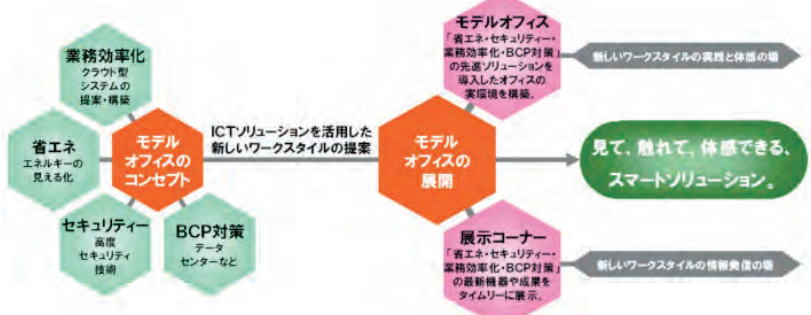 業務効率化
クラウド型
システムの
提案・構築
省エネ
エネルギーの
見える化
モデル
オフィスの
コンセプト
セキュリティー
高度
セキュリティ
技術
BCP対策
データ
センターなど
ICTソリューションを活用した
新しいワークスタイルの提案
モデル
オフィスの
展開
モデルオフィス
「省エネ・セキュリティー・
業務効率化・BCP対策」
の先進ソリューションを
導入したオフィスの
実環境を構築。
新しいワークスタイルの実践と体感の場
見て、触れて、体感できる、
スマートソリューション。
展示コーナー
「省エネ・セキュリティー・
業務効率化・BCP対策」
の最新機器や成果を
タイムリーに展示。
新しいワークスタイルの情報発信の場